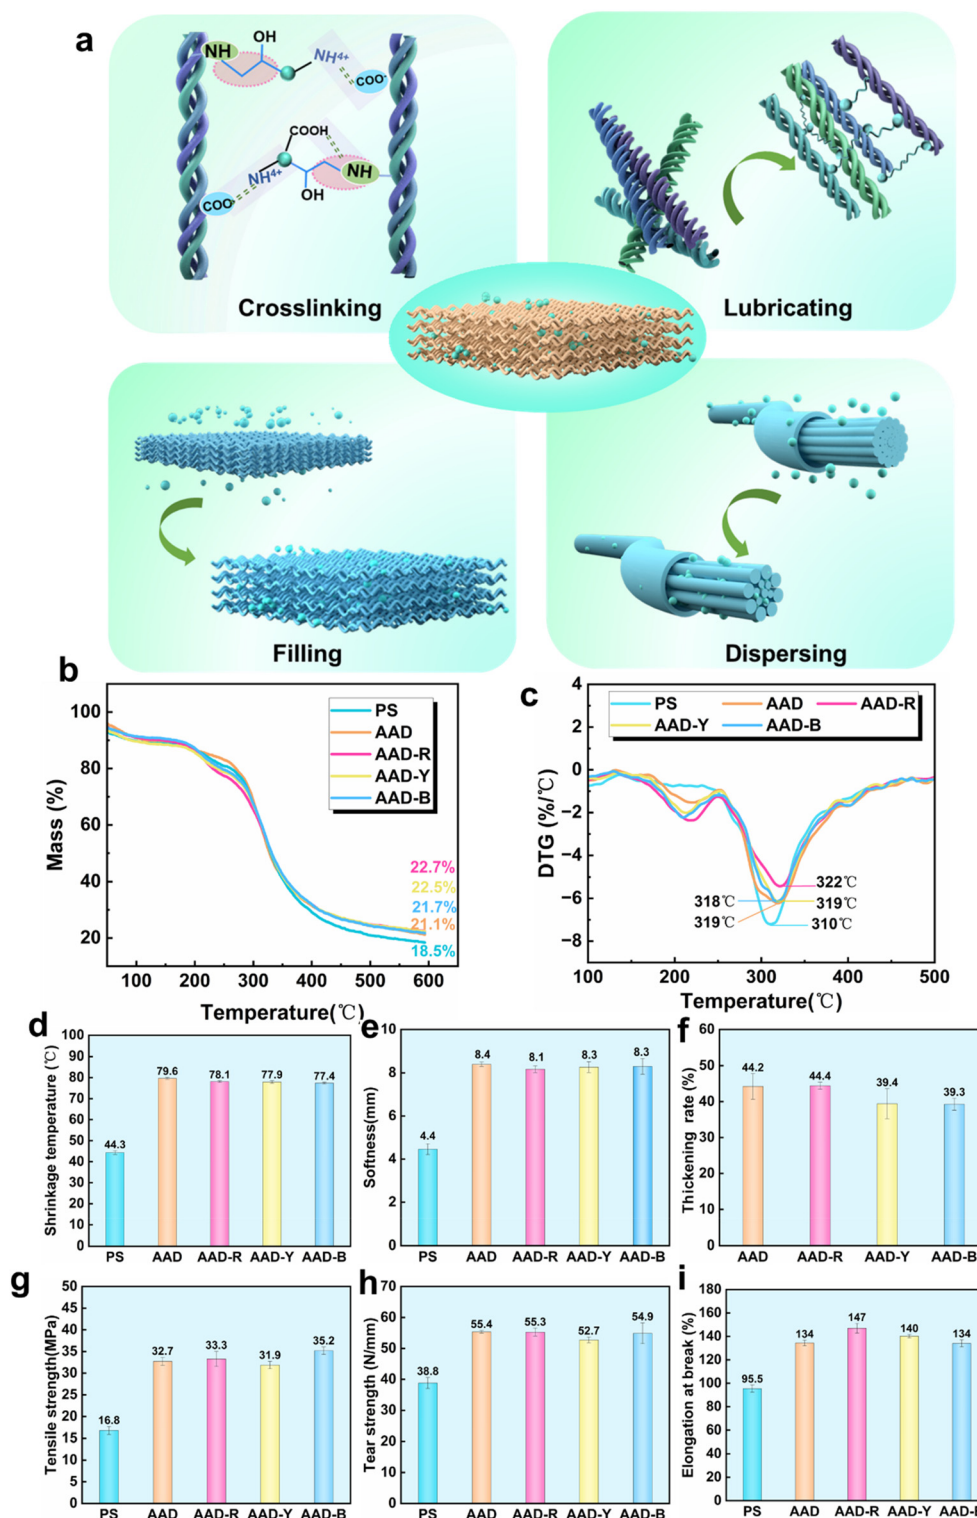 a
OH
NH
NH4+
COO-
COOH
NH4+
NH
COO-
OH
Crosslinking
Lubricating
Filling
Dispersing
b
100
80
60
40
20
Mass (%)
PS
AAD
AAD-R
AAD-Y
AAD-B
22.7%
22.5%
21.7%
21.1%
18.5%
100 200 300 400 500 600
Temperature(℃)
c
4
2
0
−2
−4
−6
−8
DTG (%/℃)
PS AAD AAD-R
AAD-Y AAD-B
322℃
318℃ 319℃
319℃ 310℃
100 200 300 400 500
Temperature(℃)
d
100
90
80
70
60
50
40
30
20
10
0
Shrinkage temperature (℃)
44.3 79.6 78.1 77.9 77.4
PS AAD AAD-R AAD-Y AAD-B
e
10
8
6
4
2
0
Softness(mm)
4.4 8.4 8.1 8.3 8.3
PS AAD AAD-R AAD-Y AAD-B
f
60
50
40
30
20
10
0
Thickening rate (%)
44.2 44.4 39.4 39.3
AAD AAD-R AAD-Y AAD-B
g
50
45
40
35
30
25
20
15
10
5
0
Tensile strength(MPa)
16.8 32.7 33.3 31.9 35.2
PS AAD AAD-R AAD-Y AAD-B
h
70
60
50
40
30
20
10
0
Tear strength (N/mm)
38.8 55.4 55.3 52.7 54.9
PS AAD AAD-R AAD-Y AAD-B
i
180
160
140
120
100
80
60
40
20
0
Elongation at break (%)
95.5 134 147 140 134
PS AAD AAD-R AAD-Y AAD-B